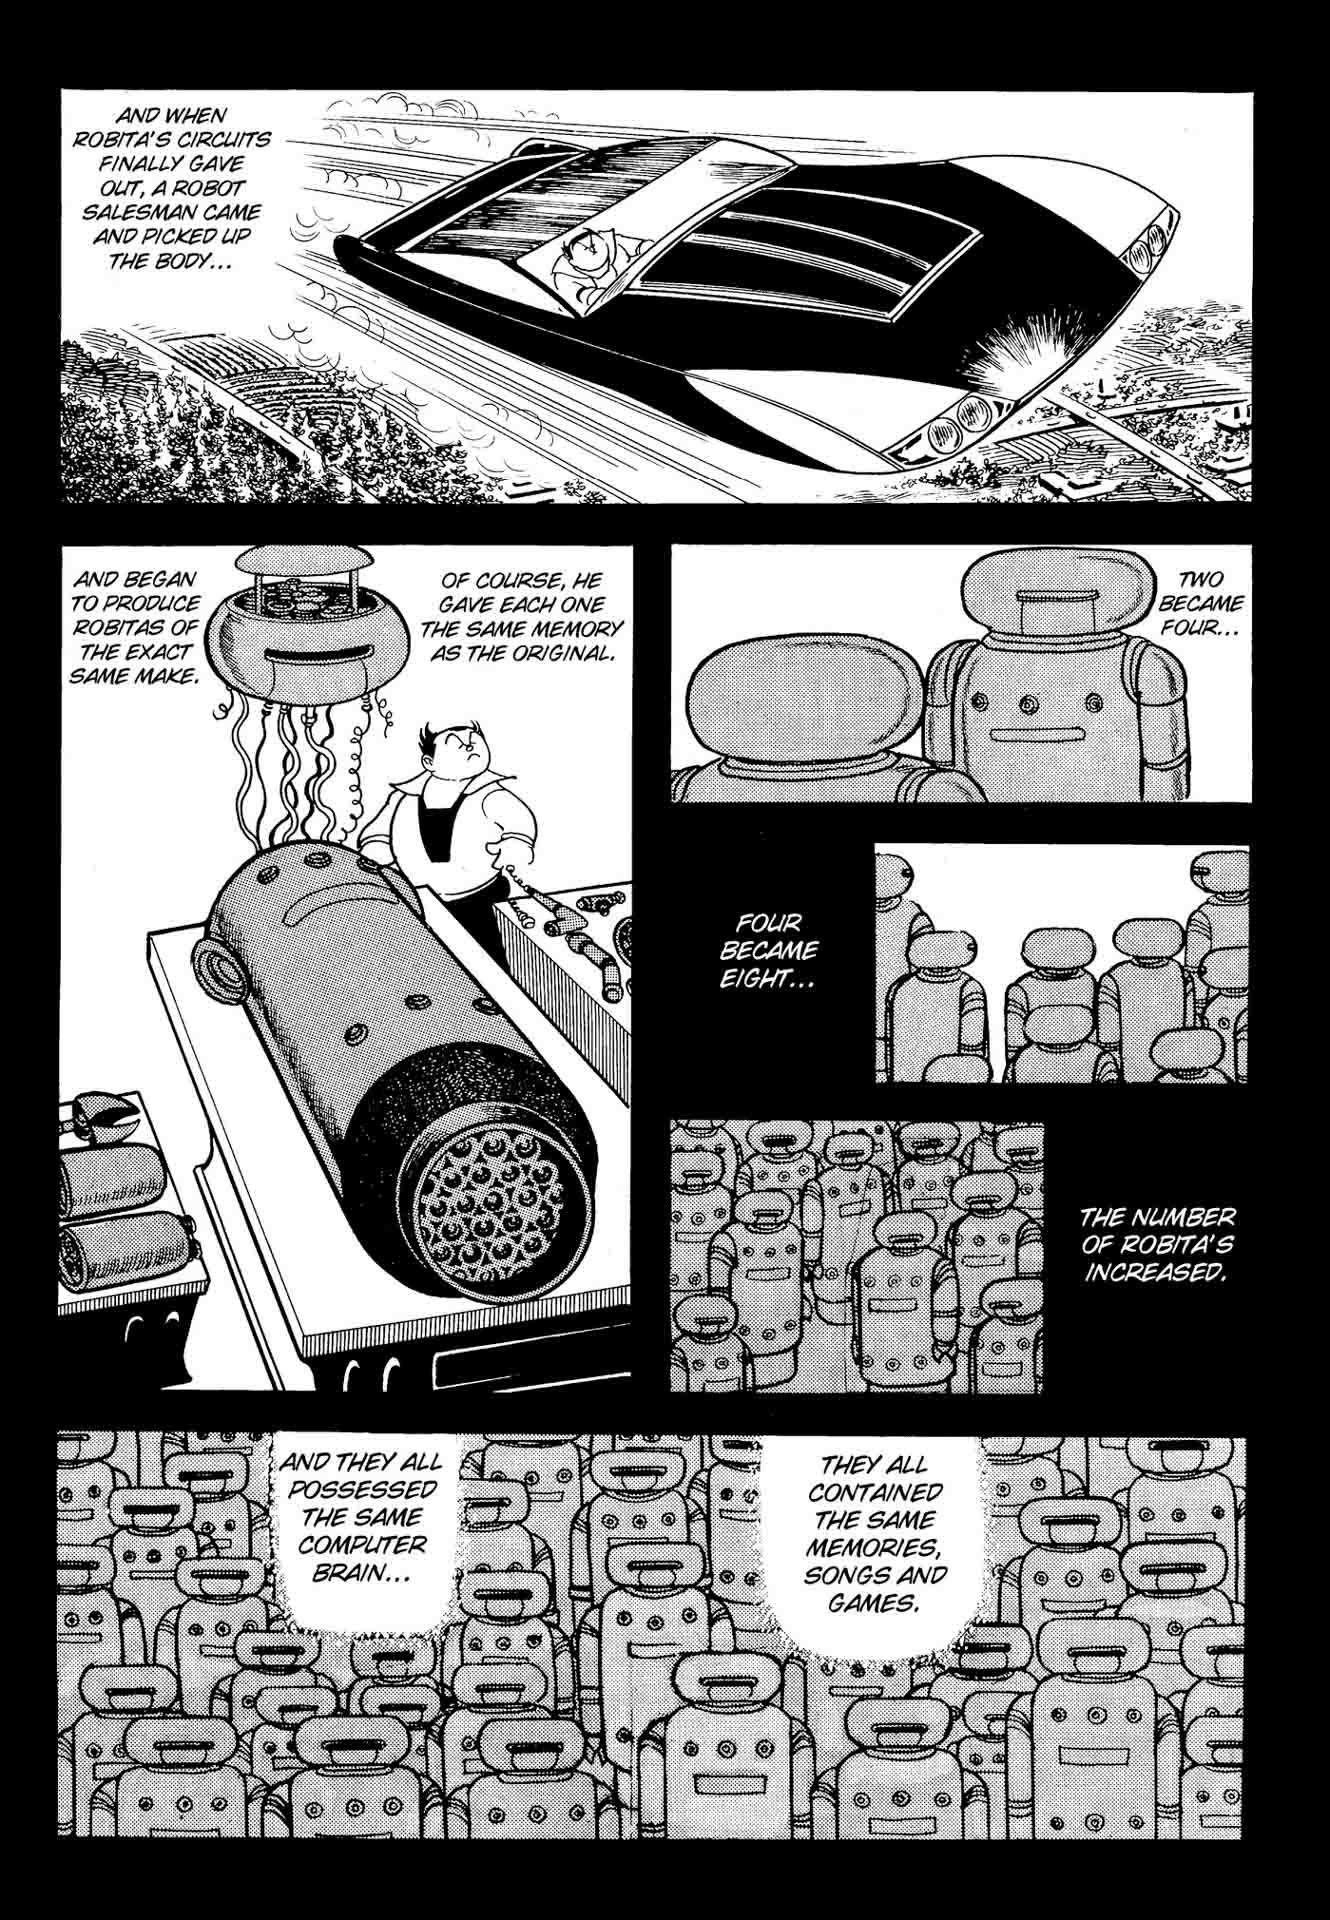 AND WHEN
ROBITA'S CIRCUITS
FINALLY GAVE
OUT, A ROBOT
SALESMAN CAME
AND PICKED UP
THE BODY...
AND BEGAN
TO PRODUCE
ROBITAS OF
THE EXACT
SAME MAKE.
OF COURSE, HE
GAVE EACH ONE
THE SAME MEMORY
AS THE ORIGINAL.
TWO
BECAME
FOUR...
FOUR
BECAME
EIGHT...
THE NUMBER
OF ROBITA'S
INCREASED.
AND THEY ALL
POSSESSED
THE SAME
COMPUTER
BRAIN...
THEY ALL
CONTAINED
THE SAME
MEMORIES,
SONGS AND
GAMES.